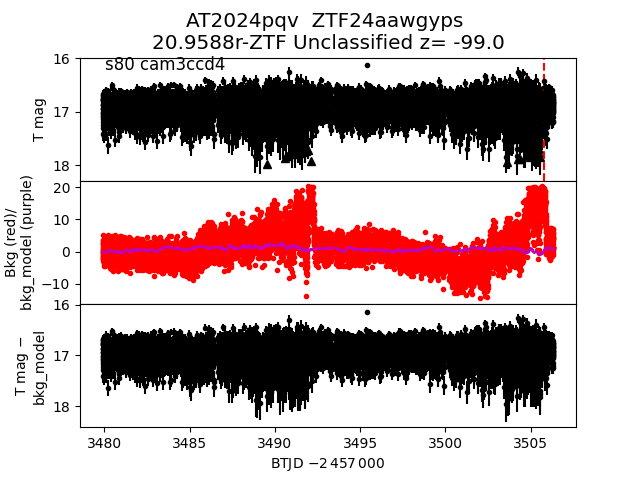 AT2024pqv  ZTF24aawgyps
20.9588r-ZTF Unclassified z= -99.0
s80 cam3ccd4
16
17
18
T mag
20
10
0
−10
Bkg (red)/
bkg_model (purple)
16
17
18
T mag −
bkg_model
3480 3485 3490 3495 3500 3505
BTJD −2 457 000